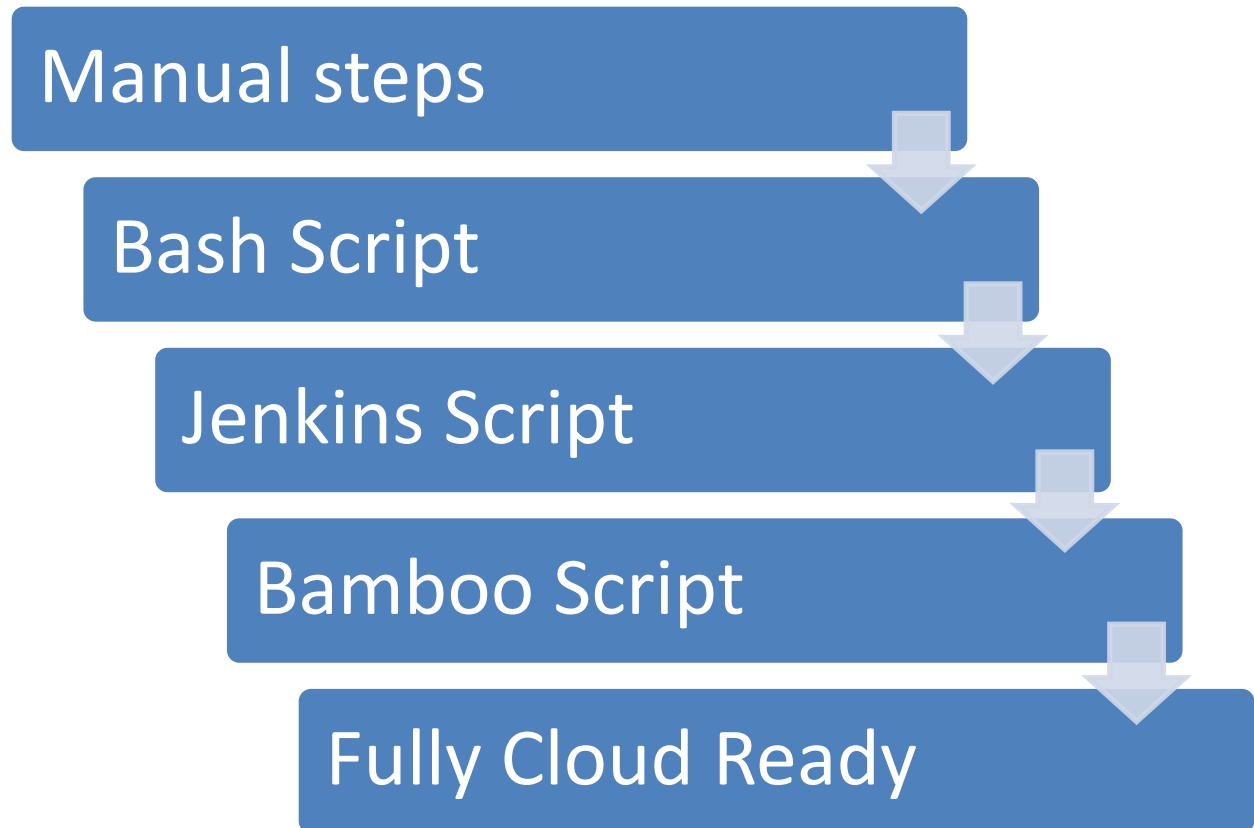 Manual steps
Bash Script
Jenkins Script
Bamboo Script
Fully Cloud Ready